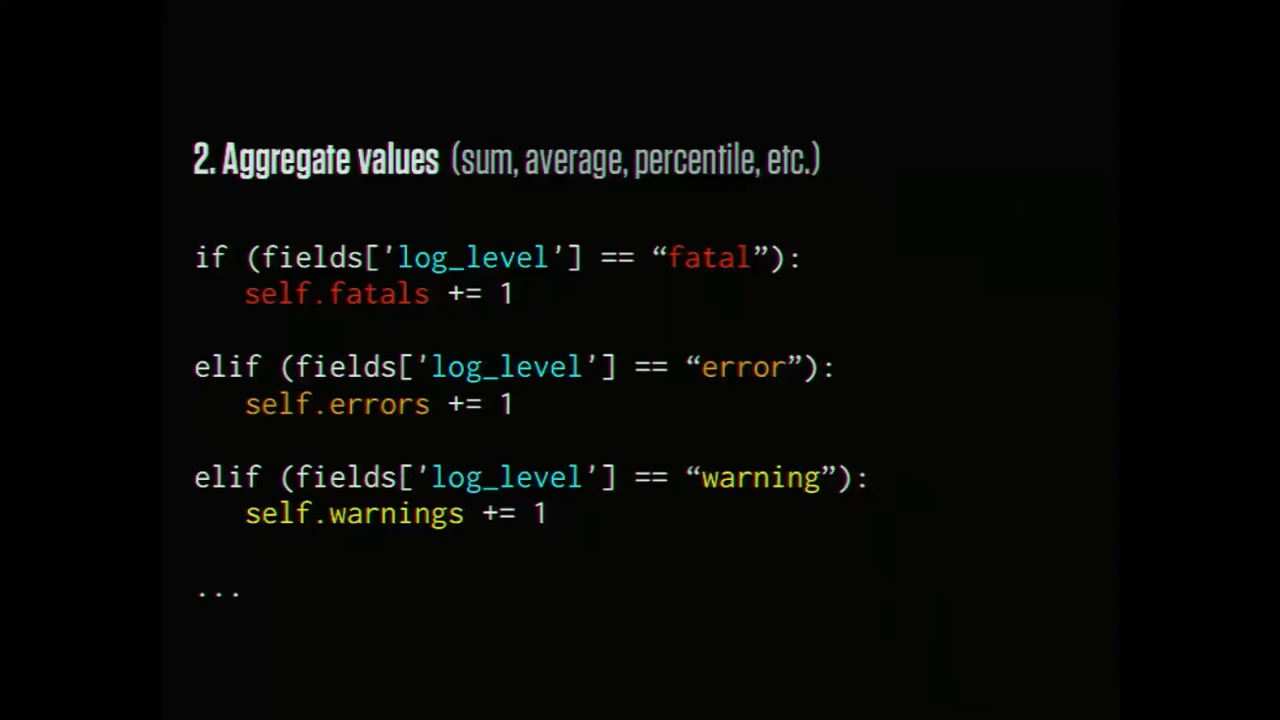 2. Aggregate values (sum, average, percentile, etc.)
if (fields['log_level'] == “fatal”):
self.fatals += 1
elif (fields['log_level'] == “error”):
self.errors += 1
elif (fields['log_level'] == “warning”):
self.warnings += 1
...